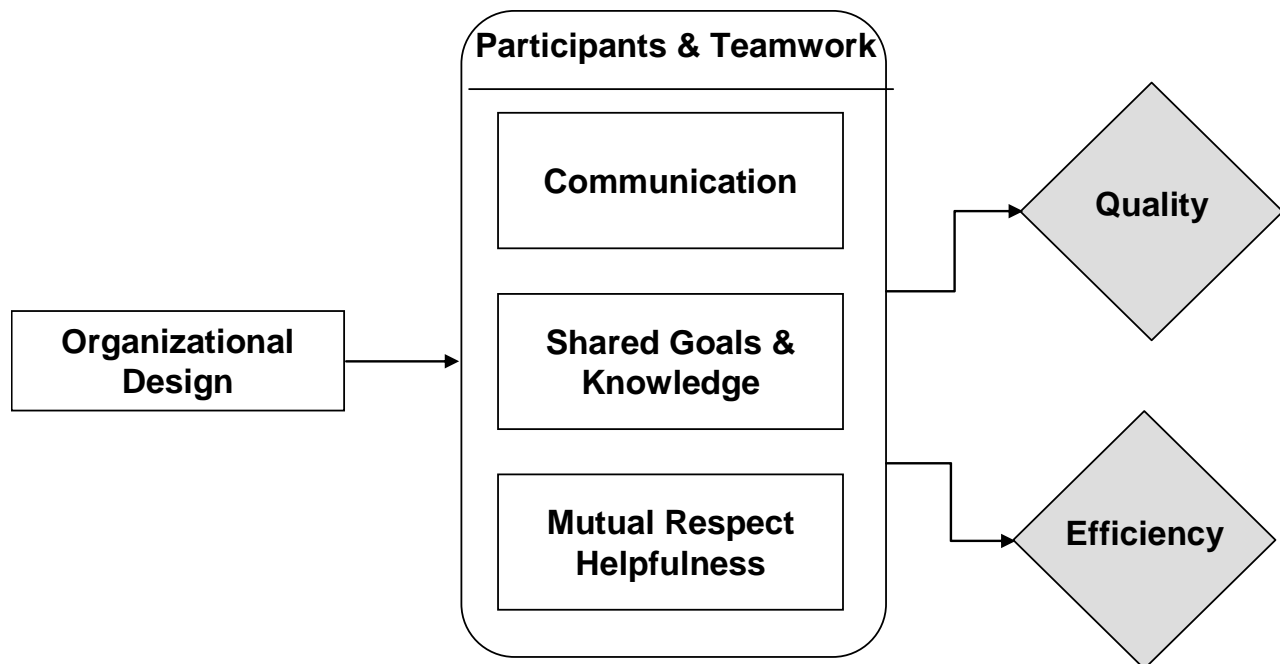 Participants & Teamwork
Communication
Quality
Organizational
Design
Shared Goals &
Knowledge
Mutual Respect
Helpfulness
Efficiency